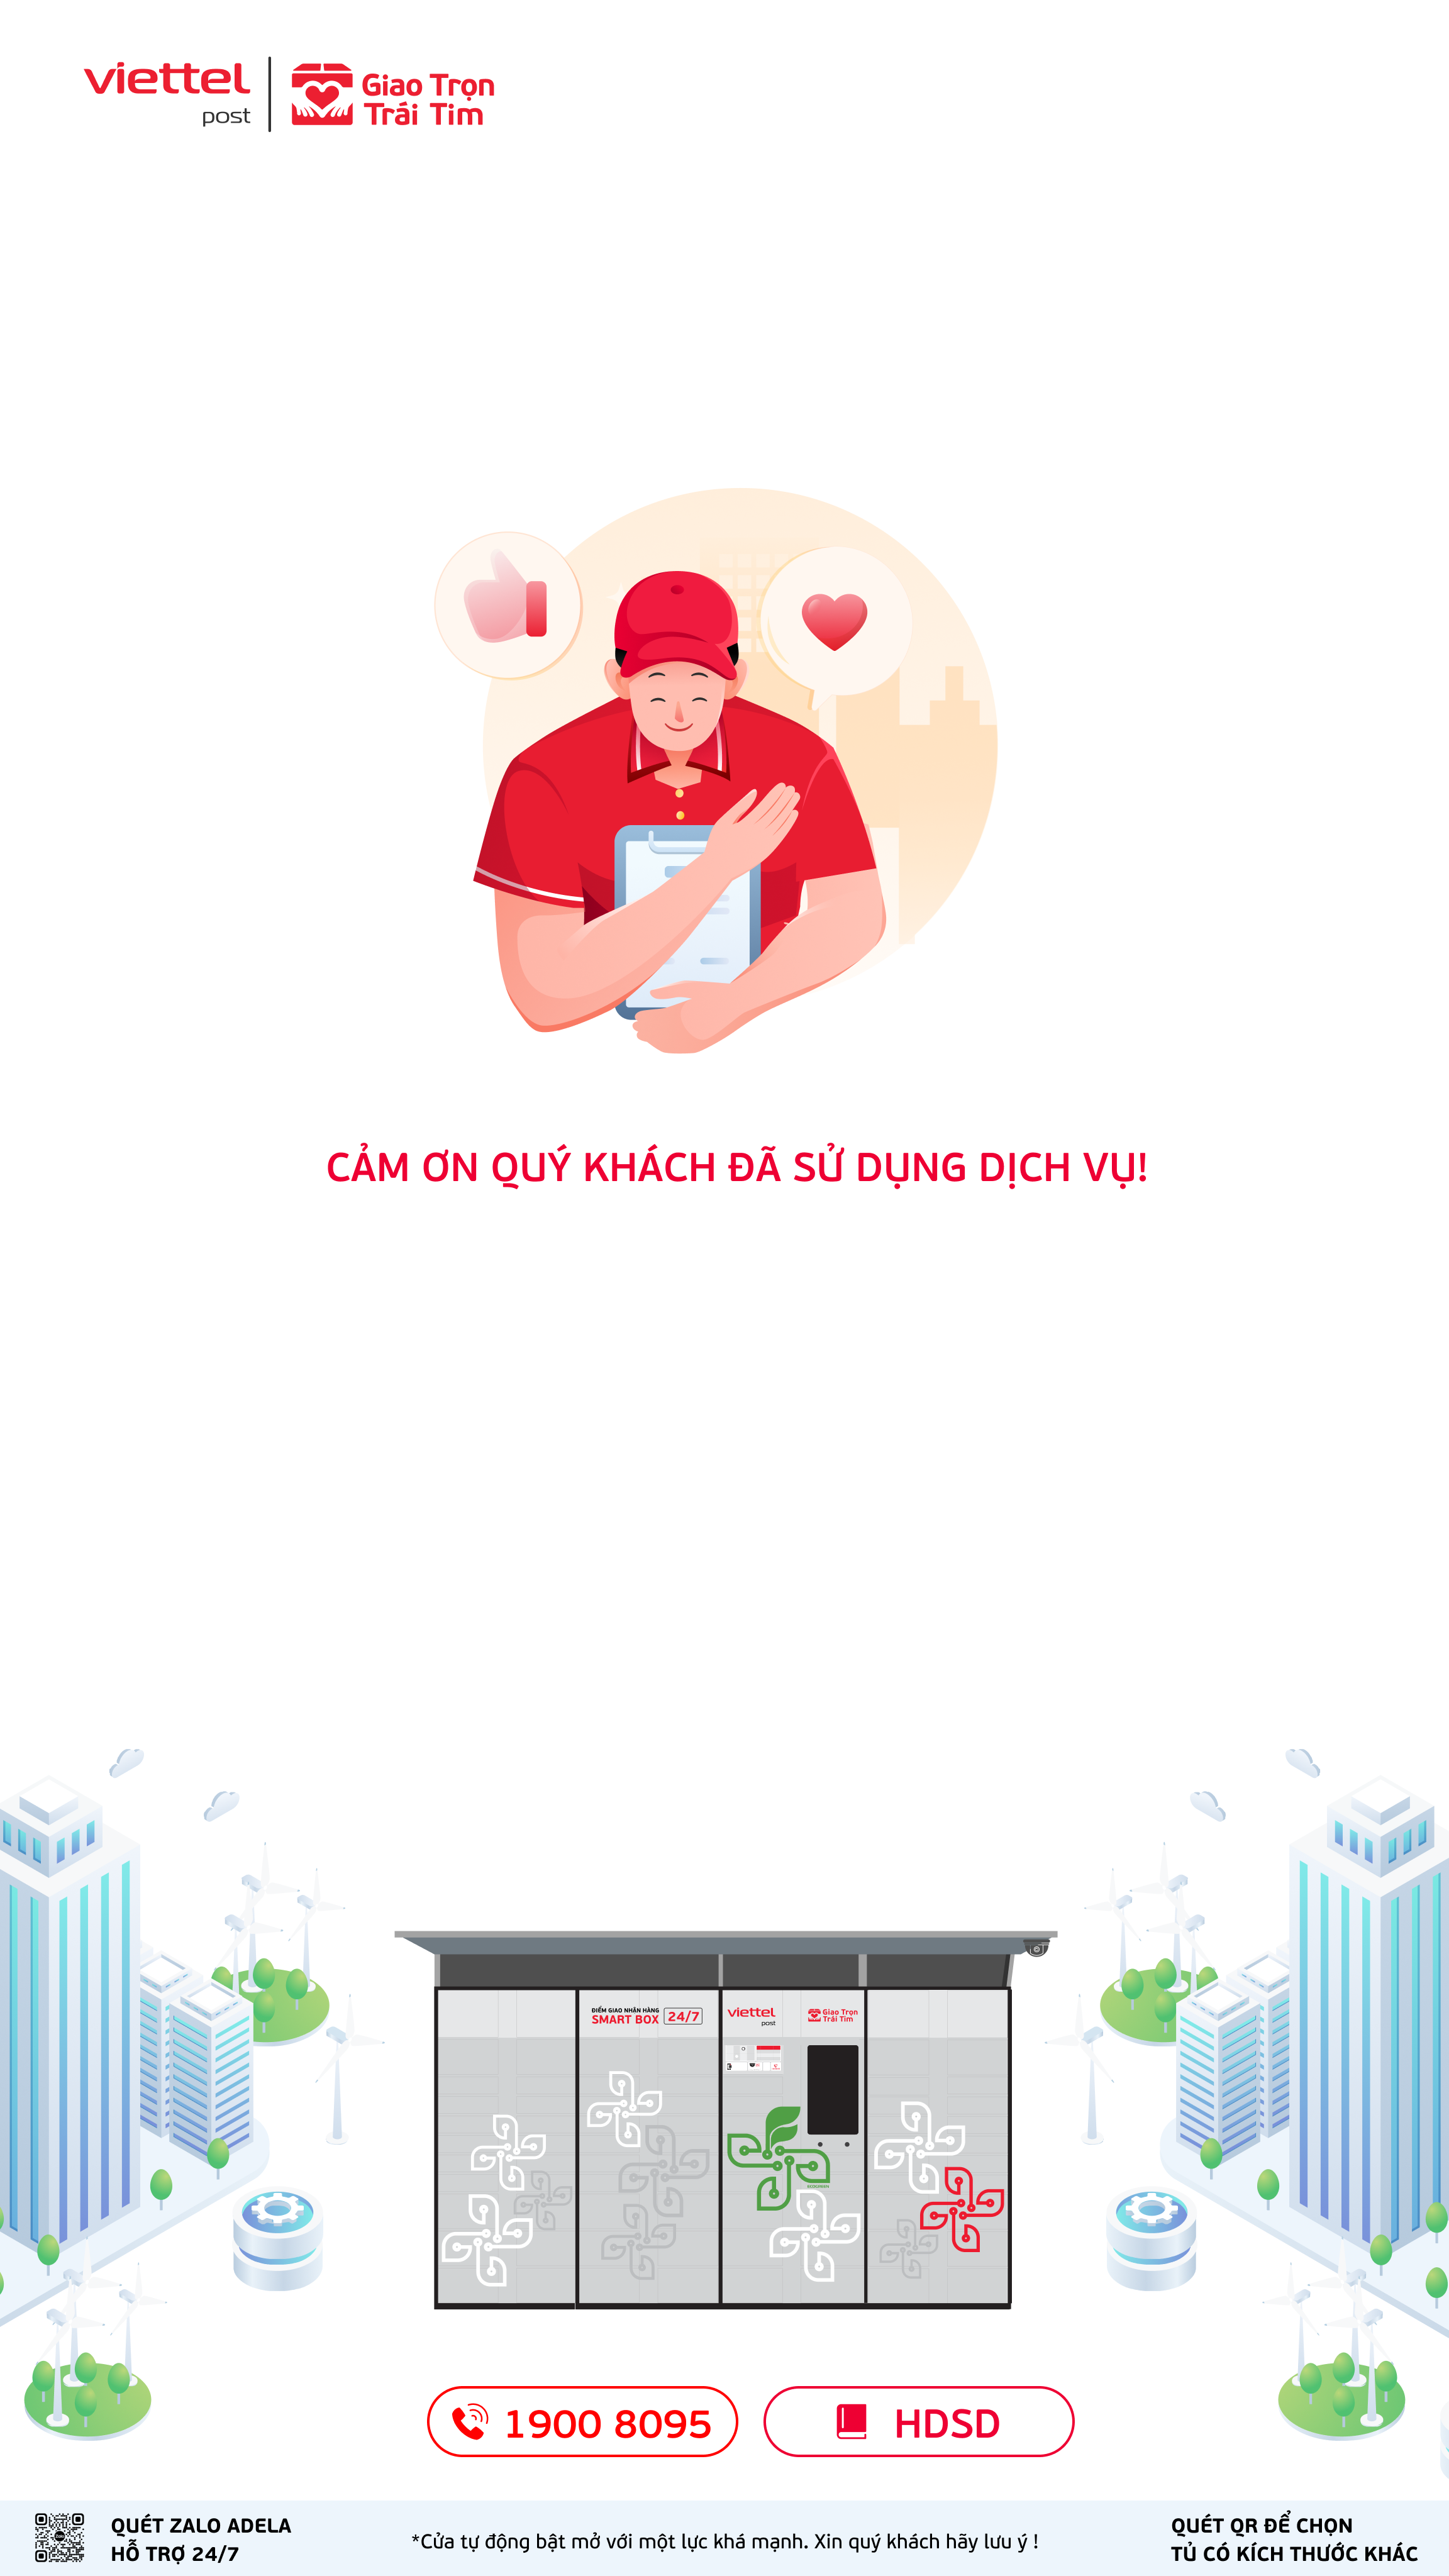 viettel
post
Giao Trọn
Trái Tim
CẢM ƠN QUÝ KHÁCH ĐÃ SỬ DỤNG DỊCH VỤ!
ĐIỂM GIAO NHẬN HÀNG
SMART BOX 24/7
viettel
post
Giao Trọn
Trái Tim
1900 8095
HDSD
QUÉT ZALO ADELA
HỖ TRỢ 24/7
*Cửa tự động bật mở với một lực khá mạnh. Xin quý khách hãy lưu ý !
QUÉT QR ĐỂ CHỌN
TỦ CÓ KÍCH THƯỚC KHÁC